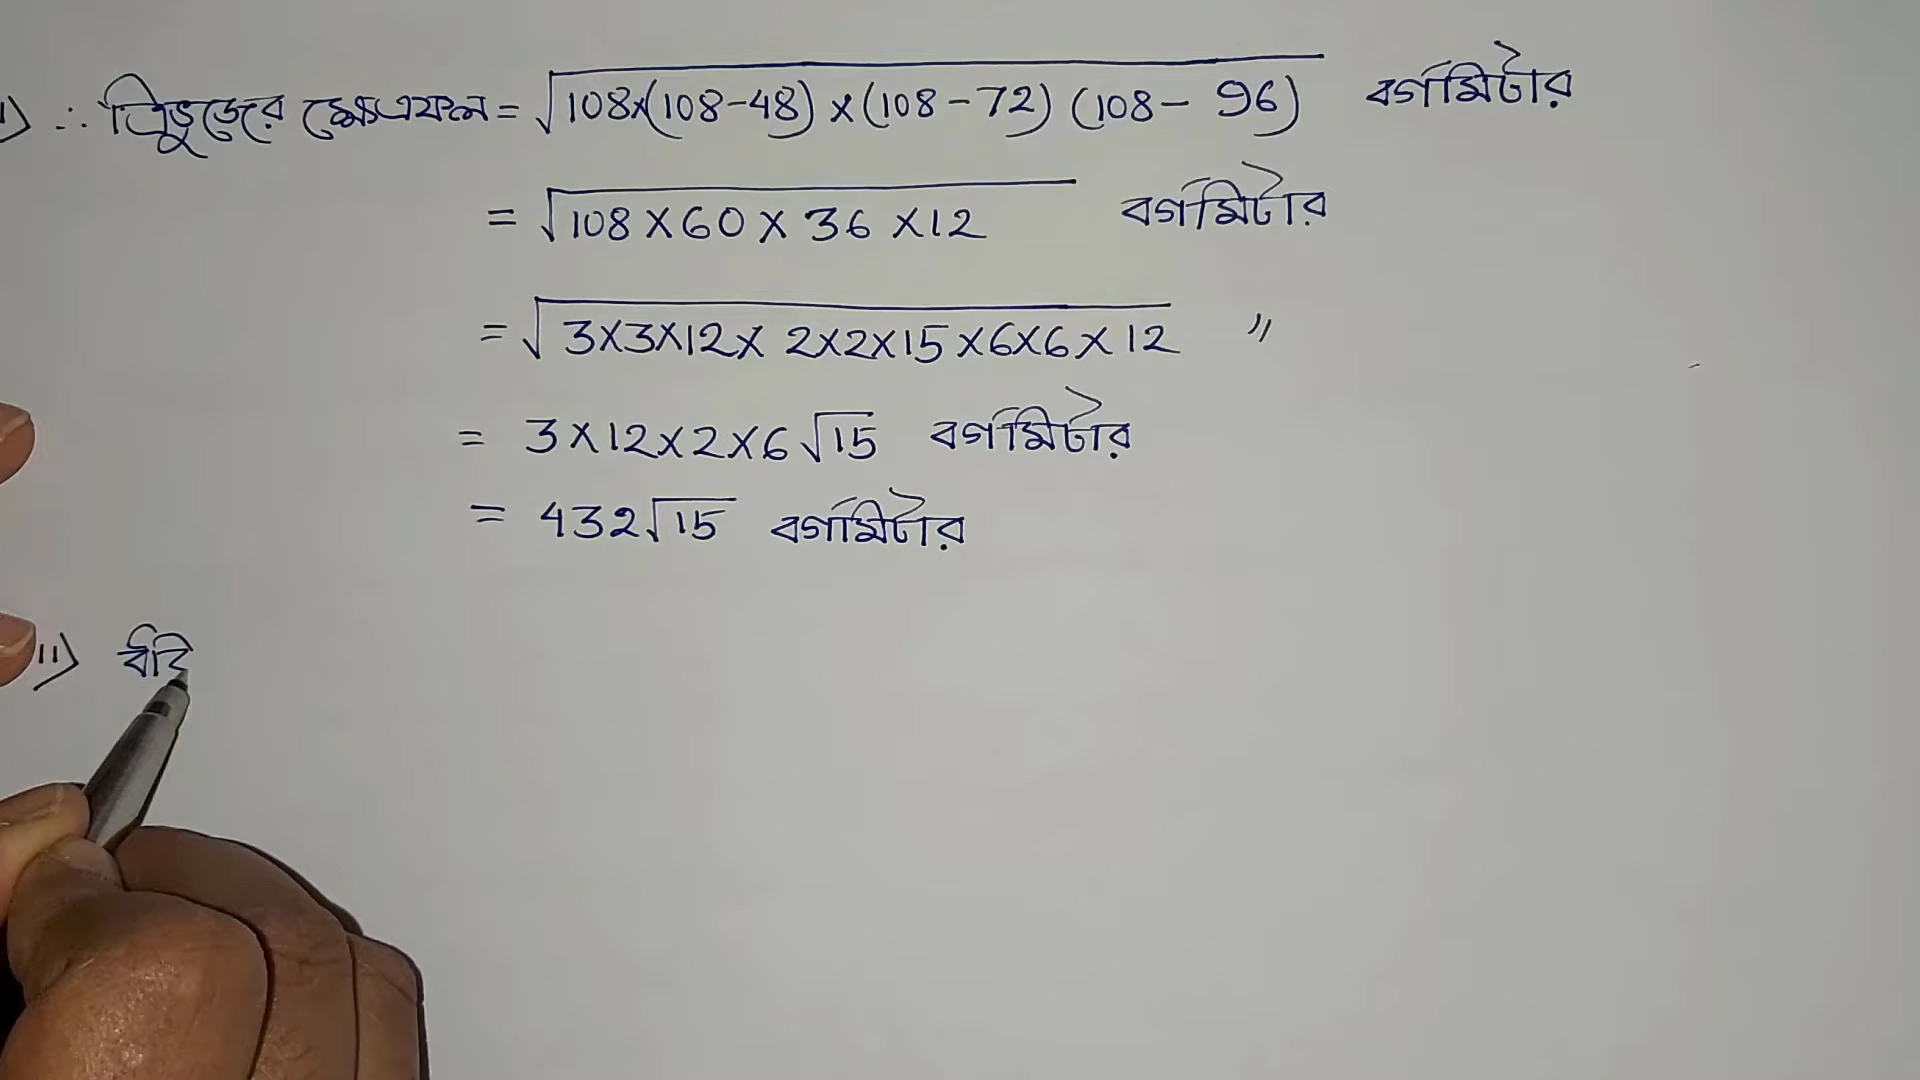 i) ∴ ত্রিভুজের ক্ষেত্রফল = √108×(108-48)×(108-72)(108-96) বর্গমিটার
= √108×60×36×12 বর্গমিটার
= √3×3×12×2×2×15×6×6×12 "
= 3×12×2×6√15 বর্গমিটার
= 432√15 বর্গমিটার
ii)